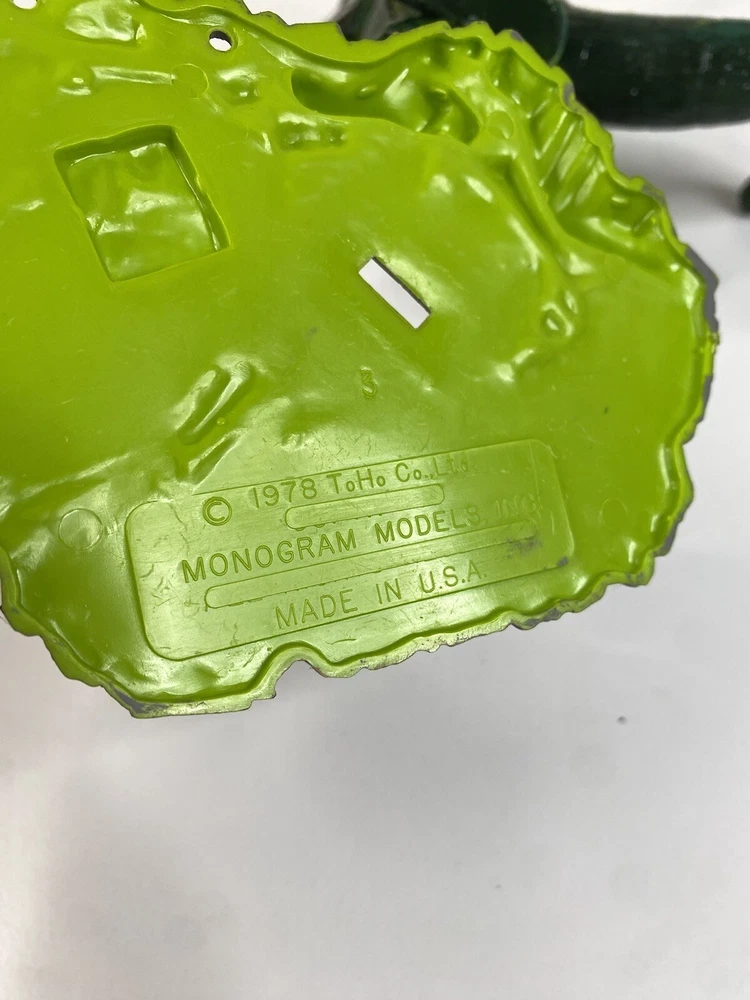 3
© 1978 ToHo Co., Ltd.
MONOGRAM MODELS, INC.
MADE IN U.S.A.